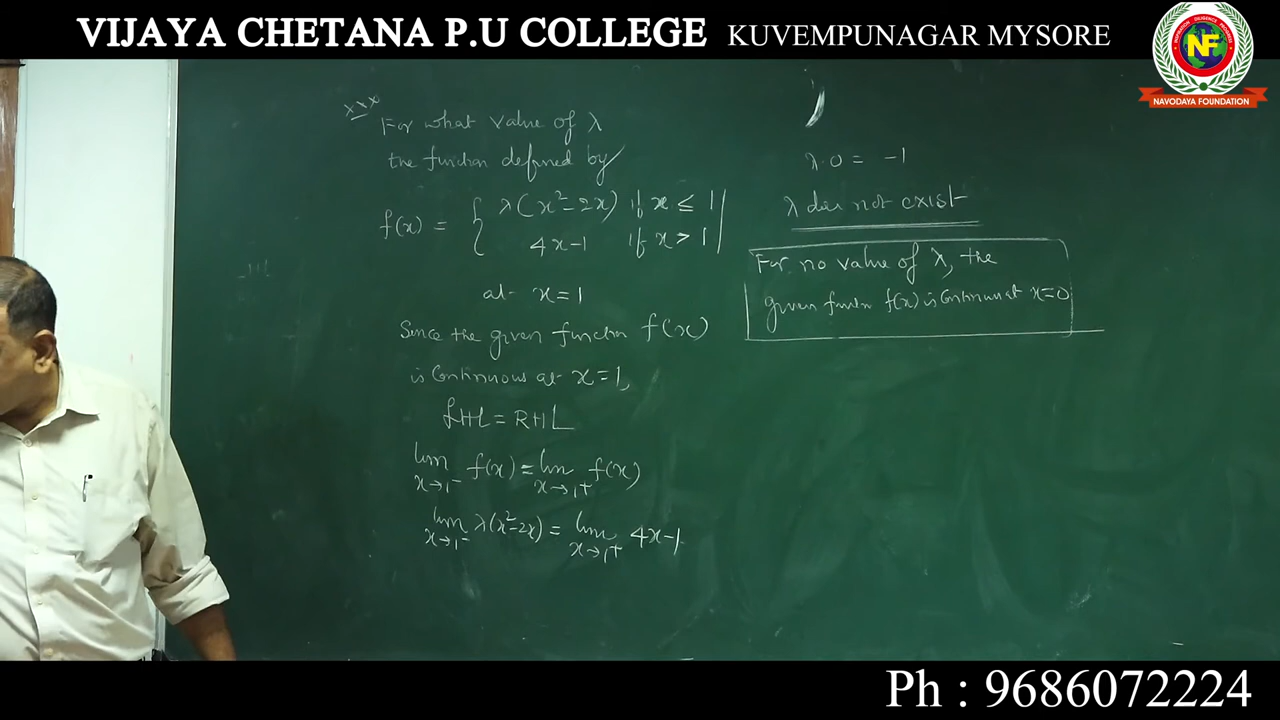 VIJAYA CHETANA P.U COLLEGE KUVEMPUNAGAR MYSORE
NF
NAVODAYA FOUNDATION
xxx
For what value of λ
the function defined by
f(x) = { λ(x²-2x) if x ≤ 1
4x-1 if x > 1
at x=1
Since the given function f(x)
is continuous at x=1,
LHL = RHL
lim x→1⁻ f(x) = lim x→1+ f(x)
lim x→1⁻ λ(x²-2x) = lim x→1+ 4x-1
λ·0 = -1
λ does not exist
For no value of λ, the
given function f(x) is continuous at x=0
Ph : 9686072224